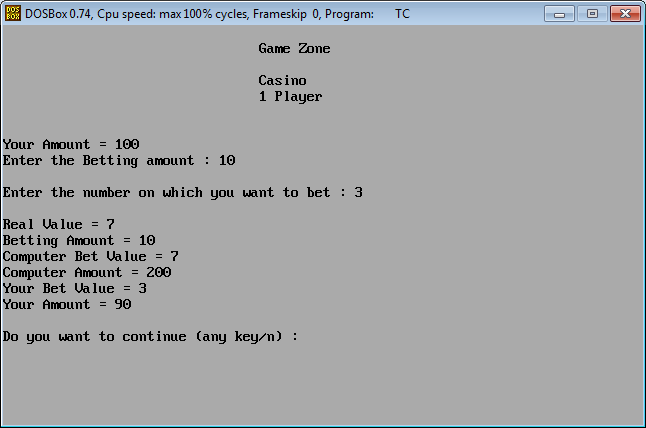 DOS BOX DOSBox 0.74, Cpu speed: max 100% cycles, Frameskip 0, Program: TC
Game Zone
Casino
1 Player
Your Amount = 100
Enter the Betting amount : 10
Enter the number on which you want to bet : 3
Real Value = 7
Betting Amount = 10
Computer Bet Value = 7
Computer Amount = 200
Your Bet Value = 3
Your Amount = 90
Do you want to continue (any key/n) :